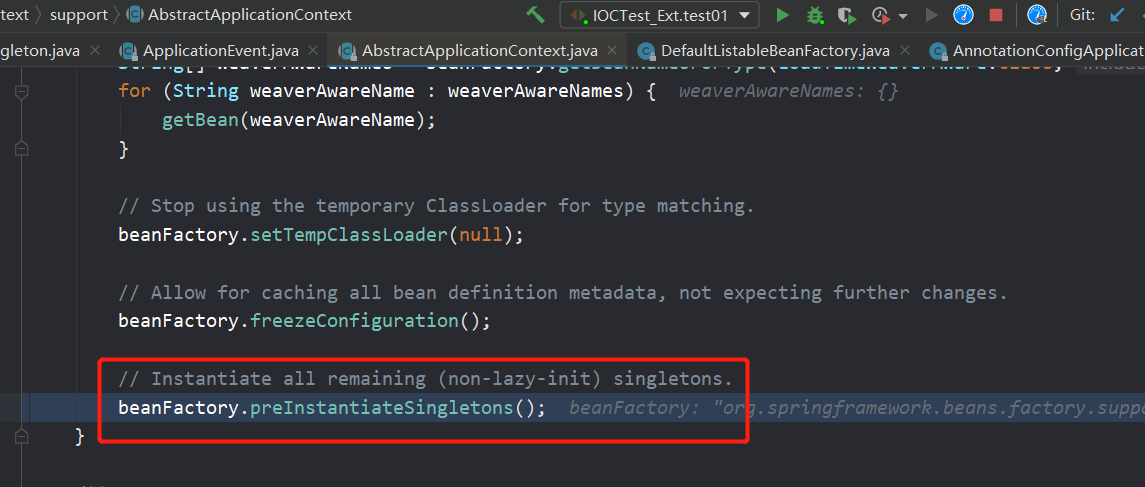 text > support > AbstractApplicationContext IOCTest_Ext.test01 Git:
gleton.java ApplicationEvent.java AbstractApplicationContext.java DefaultListableBeanFactory.java AnnotationConfigApplicat
for (String weaverAwareName : weaverAwareNames) { weaverAwareNames: {}
getBean(weaverAwareName);
}
// Stop using the temporary ClassLoader for type matching.
beanFactory.setTempClassLoader(null);
// Allow for caching all bean definition metadata, not expecting further changes.
beanFactory.freezeConfiguration();
// Instantiate all remaining (non-lazy-init) singletons.
beanFactory.preInstantiateSingletons(); beanFactory: "org.springframework.beans.factory.suppo
}